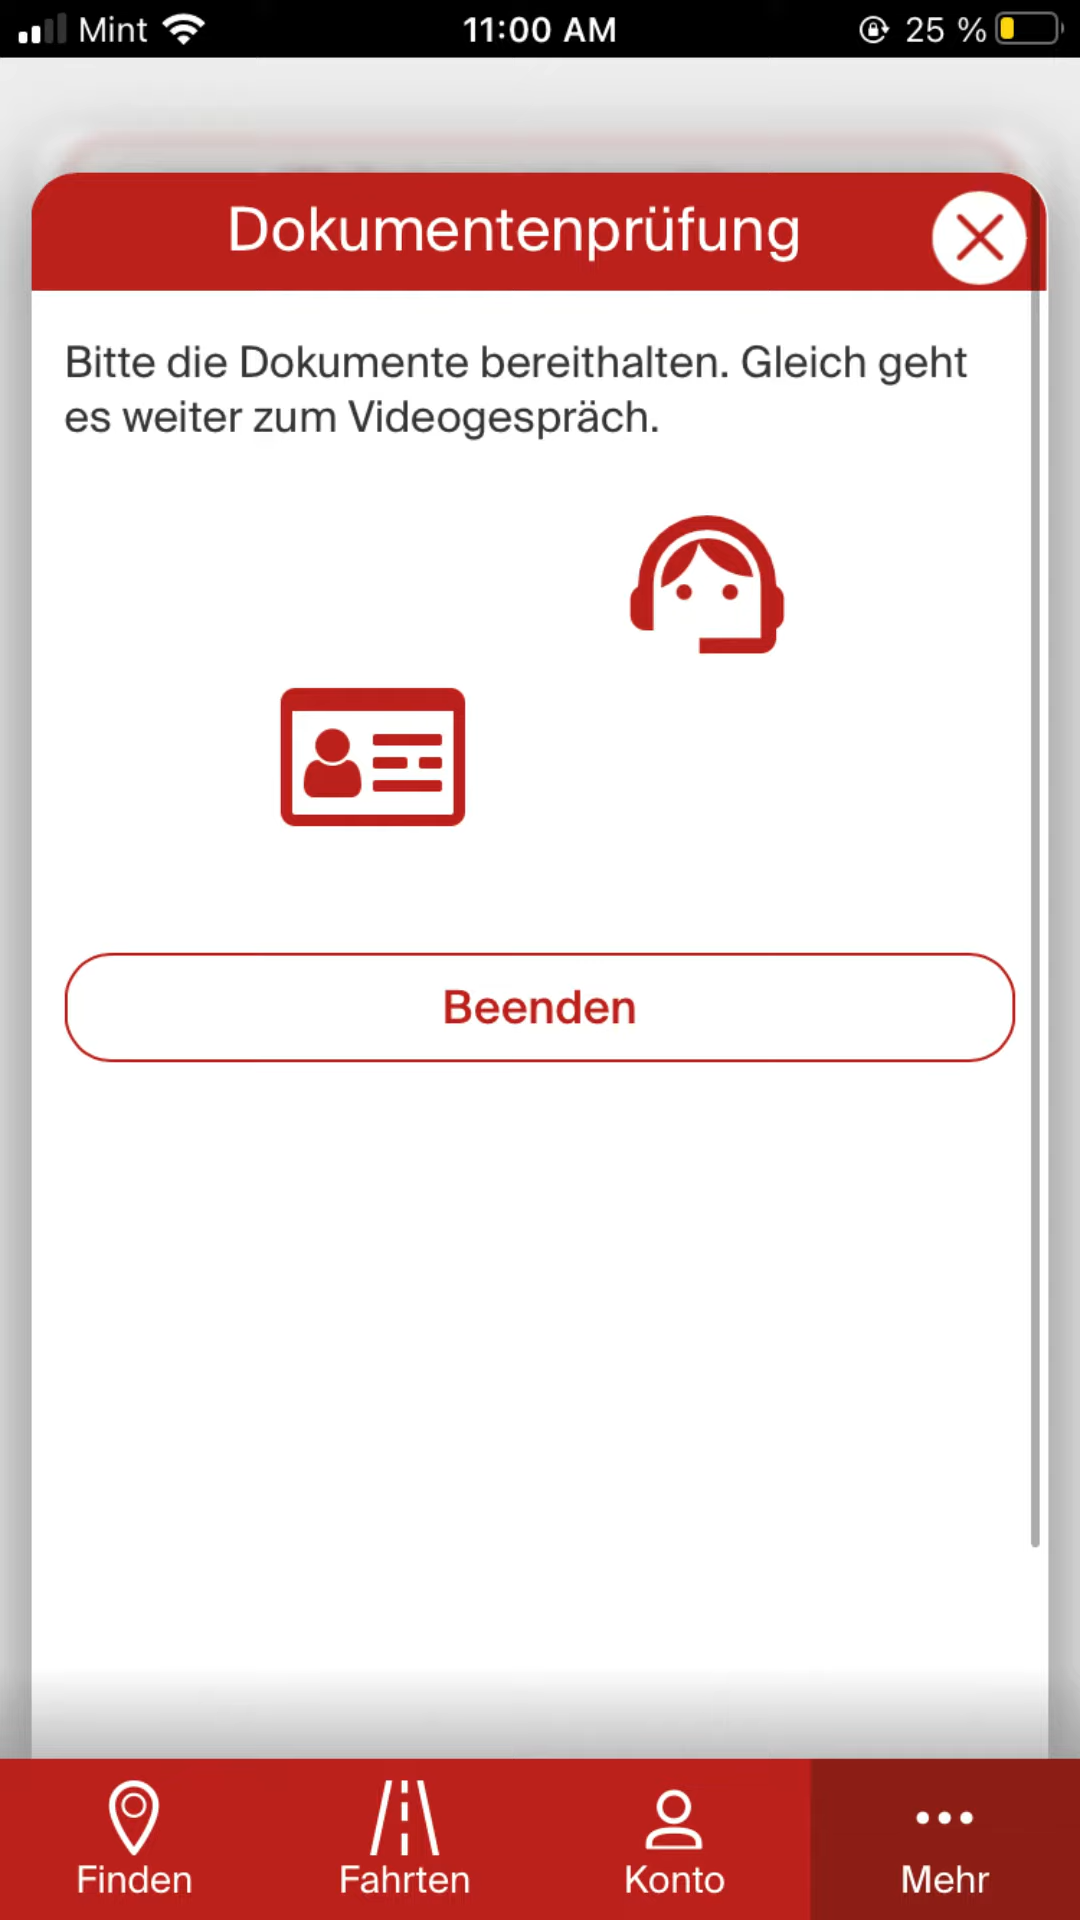 Mint
11:00 AM
25 %
Dokumentenprüfung
Bitte die Dokumente bereithalten. Gleich geht
es weiter zum Videogespräch.
Beenden
Finden
Fahrten
Konto
Mehr